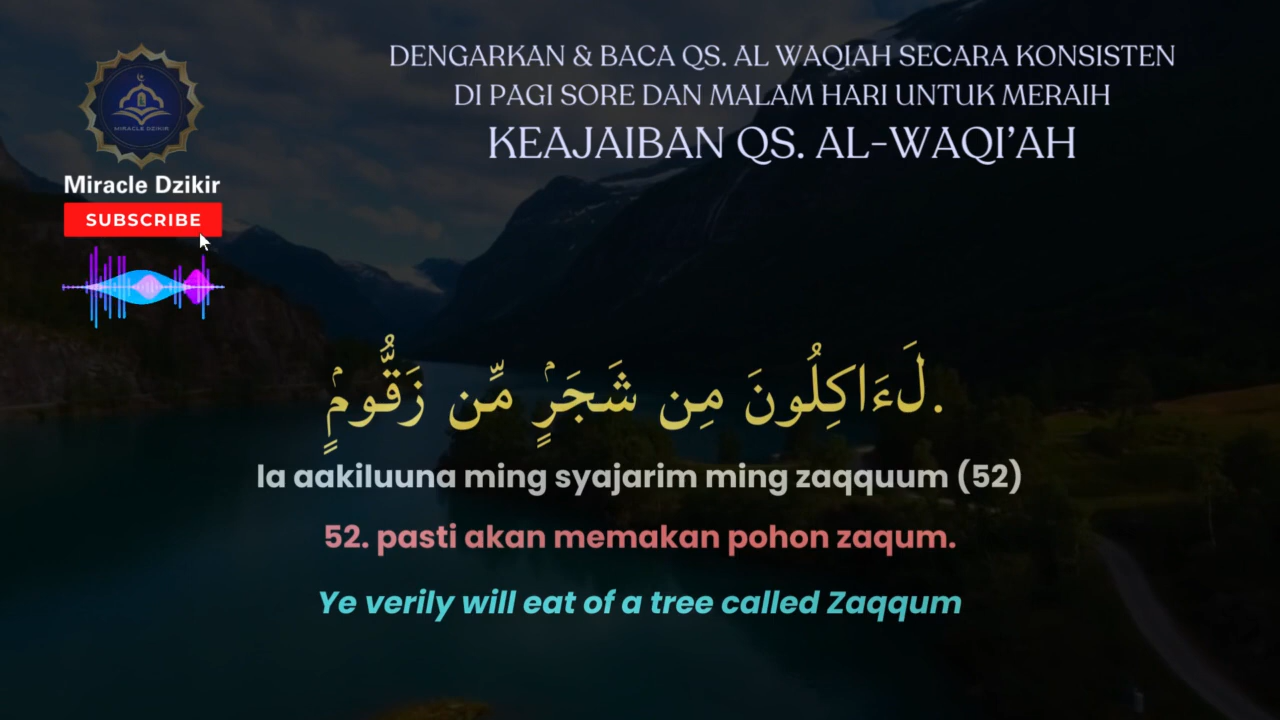 DENGARKAN & BACA QS. AL WAQIAH SECARA KONSISTEN
DI PAGI SORE DAN MALAM HARI UNTUK MERAIH
KEAJAIBAN QS. AL-WAQI'AH
MIRACLE DZIKIR
Miracle Dzikir
SUBSCRIBE
لَءَاكِلُونَ مِن شَجَرٍۢ مِّن زَقُّومٍۢ.
la aakiluuna ming syajarim ming zaqquum (52)
52. pasti akan memakan pohon zaqum.
Ye verily will eat of a tree called Zaqqum